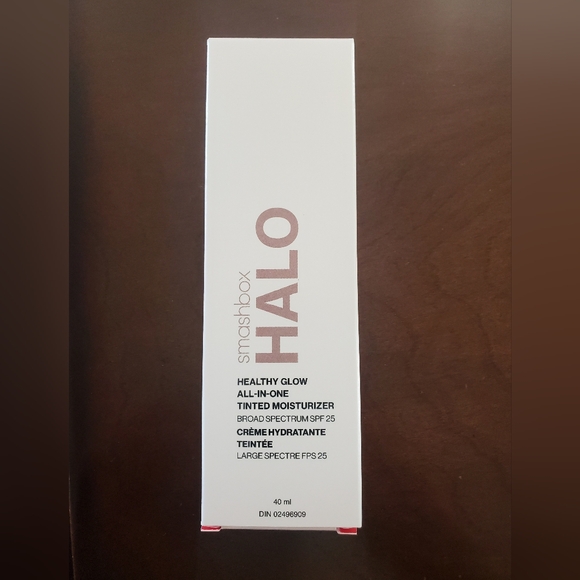 smashbox
HALO
HEALTHY GLOW
ALL-IN-ONE
TINTED MOISTURIZER
BROAD SPECTRUM SPF 25
CRÈME HYDRATANTE
TEINTÉE
LARGE SPECTRE FPS 25
40 ml
DIN 02496909